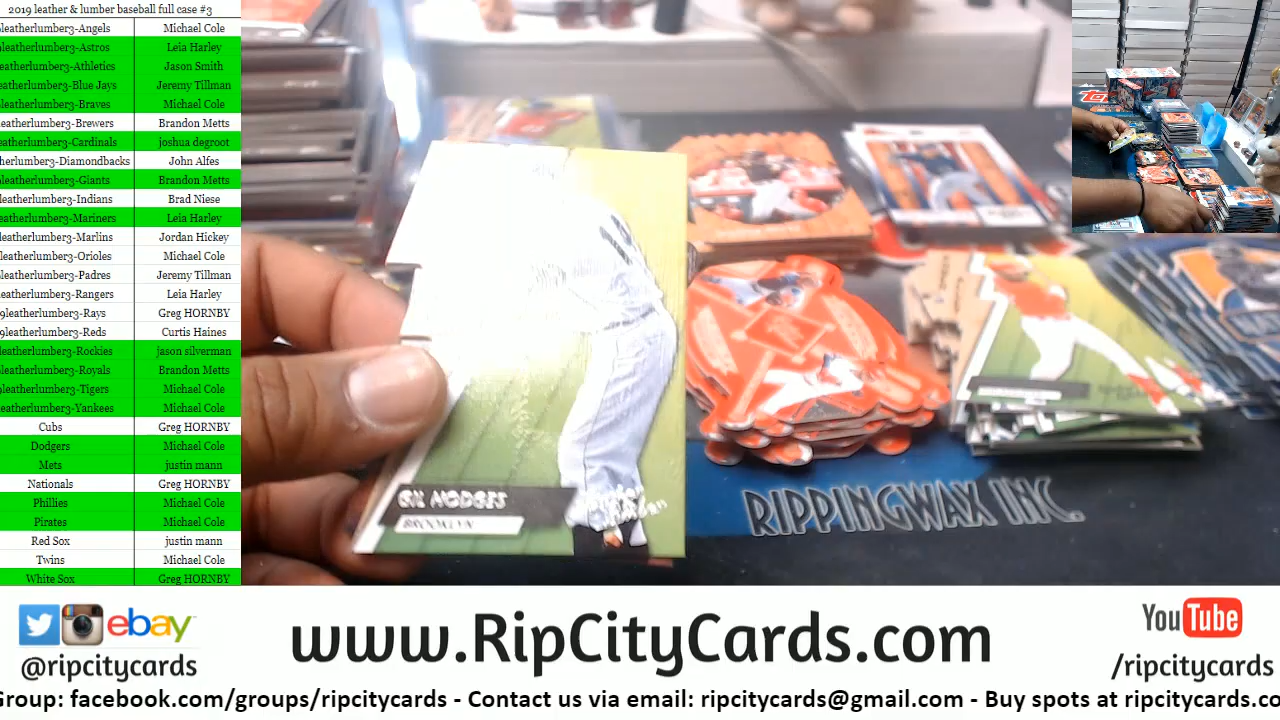 2019 leather & lumber baseball full case #3
leatherlumber3-Angels Michael Cole
leatherlumber3-Astros Leia Harley
eatherlumber3-Athletics Jason Smith
eatherlumber3-Blue Jays Jeremy Tillman
leatherlumber3-Braves Michael Cole
eatherlumber3-Brewers Brandon Metts
eatherlumber3-Cardinals joshua degroot
herlumber3-Diamondbacks John Alfes
leatherlumber3-Giants Brandon Metts
leatherlumber3-Indians Brad Niese
eatherlumber3-Mariners Leia Harley
leatherlumber3-Marlins Jordan Hickey
leatherlumber3-Orioles Michael Cole
leatherlumber3-Padres Jeremy Tillman
leatherlumber3-Rangers Leia Harley
9leatherlumber3-Rays Greg HORNBY
9leatherlumber3-Reds Curtis Haines
leatherlumber3-Rockies jason silverman
leatherlumber3-Royals Brandon Metts
leatherlumber3-Tigers Michael Cole
eatherlumber3-Yankees Michael Cole
Cubs Greg HORNBY
Dodgers Michael Cole
Mets justin mann
Nationals Greg HORNBY
Phillies Michael Cole
Pirates Michael Cole
Red Sox justin mann
Twins Michael Cole
White Sox Greg HORNBY
GIL HODGES
BROOKLYN
RIPPINGWAX INC.
ebay
@ripcitycards
www.RipCityCards.com
YouTube
/ripcitycards
Group: facebook.com/groups/ripcitycards - Contact us via email: ripcitycards@gmail.com - Buy spots at ripcitycards.co